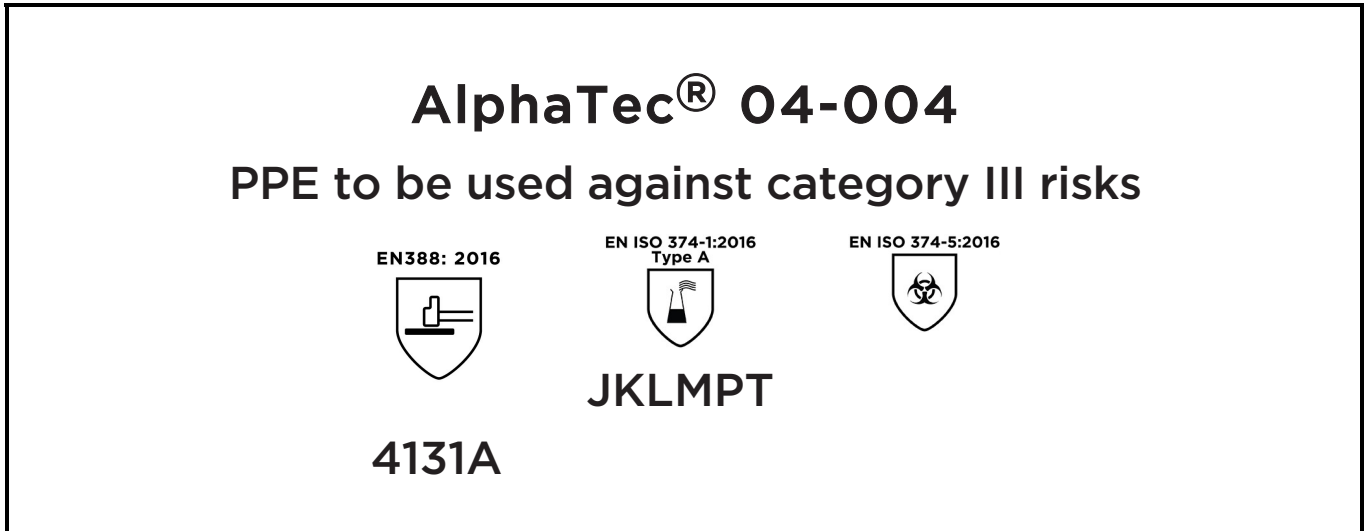 AlphaTec® 04-004
PPE to be used against category III risks
EN388: 2016
4131A
EN ISO 374-1:2016
Type A
JKLMPT
EN ISO 374-5:2016